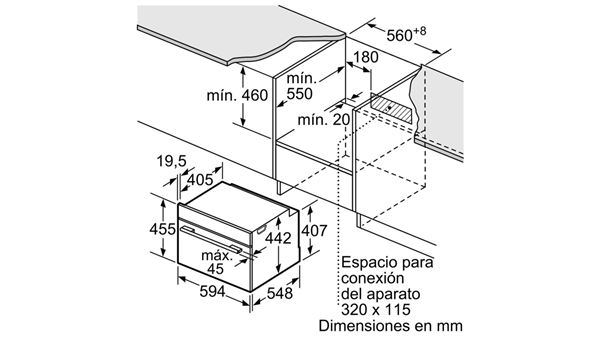 560+8
180
mín.
550
mín. 460
mín. 20
19,5
405
455
442
407
máx.
45
594
548
Espacio para
conexión
del aparato
320 x 115
Dimensiones en mm